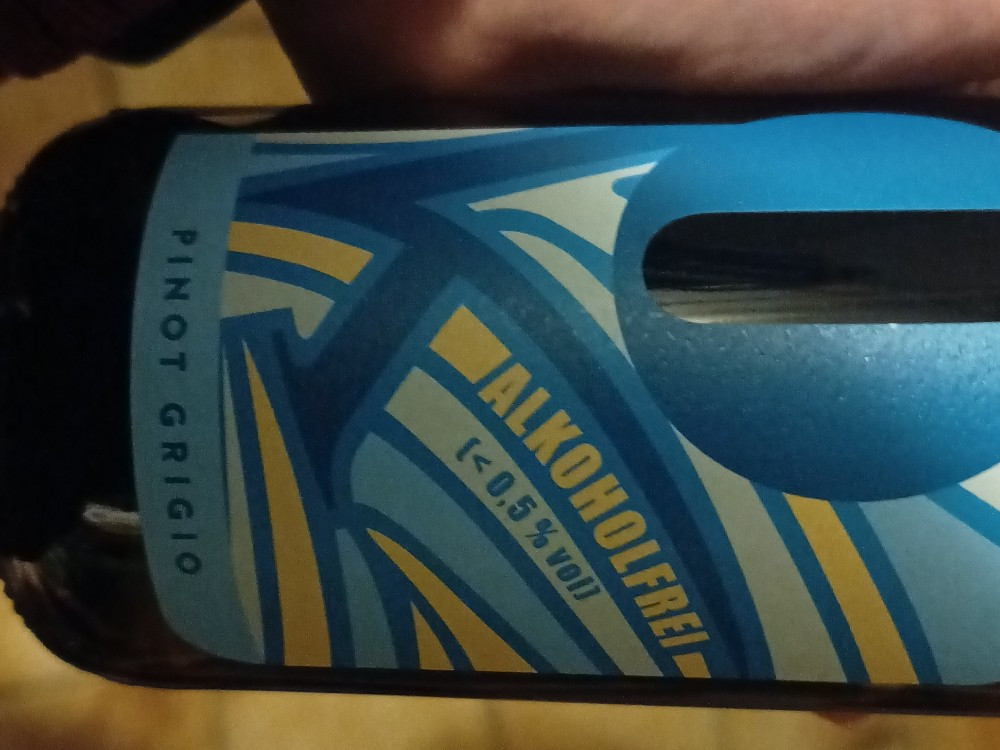 ALKOHOLFREI
(< 0,5 % vol)
PINOT GRIGIO